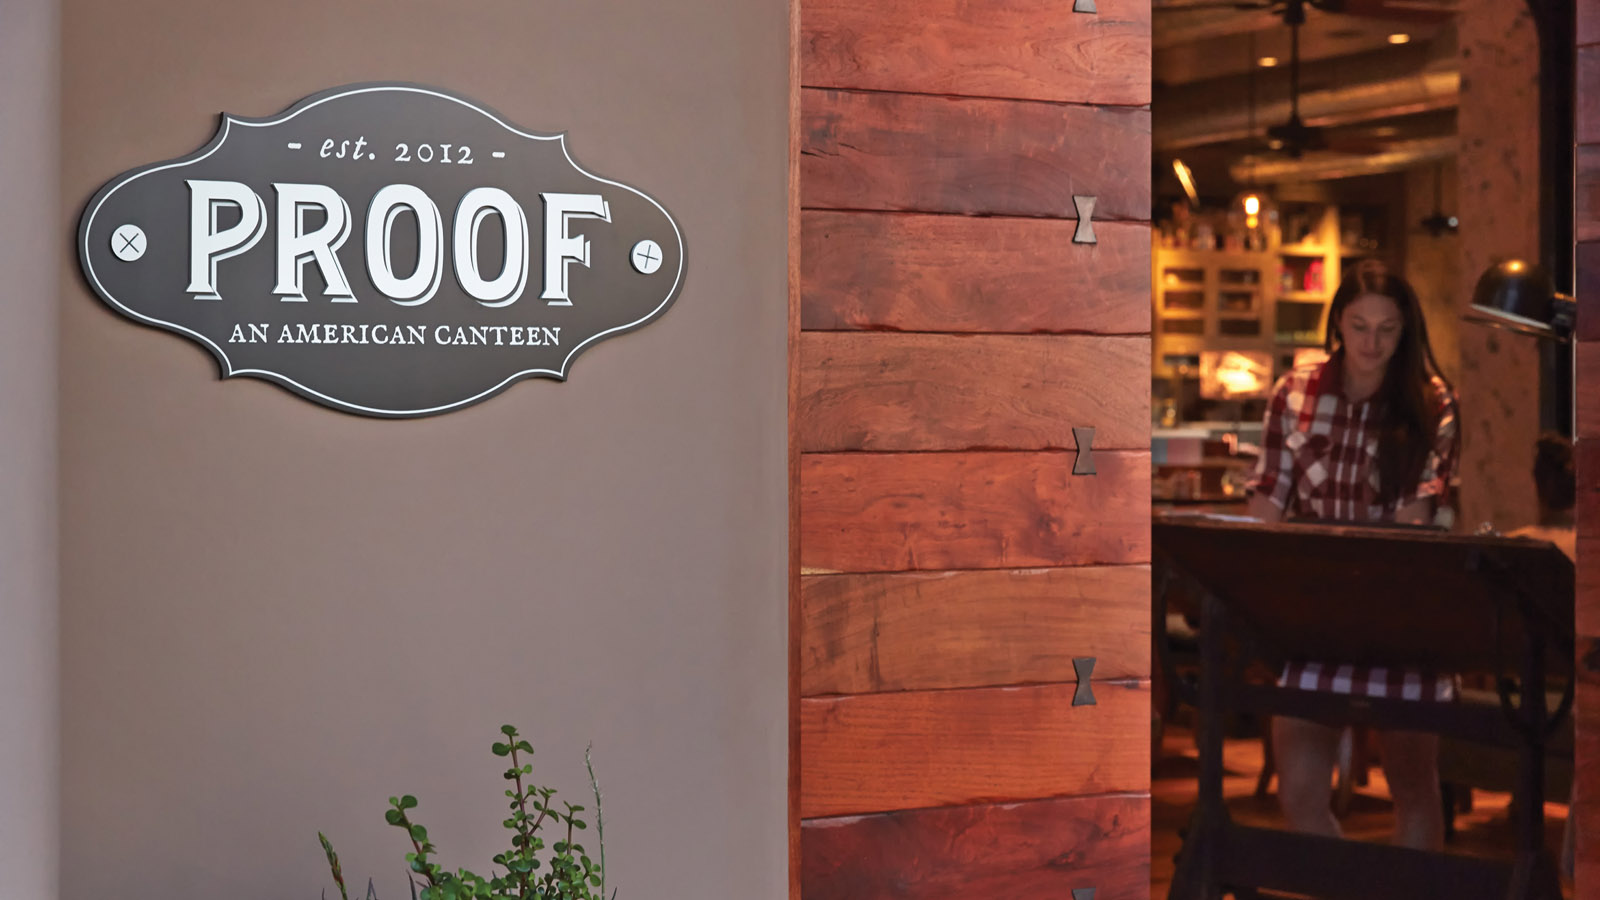 - est. 2012 -
PROOF
AN AMERICAN CANTEEN